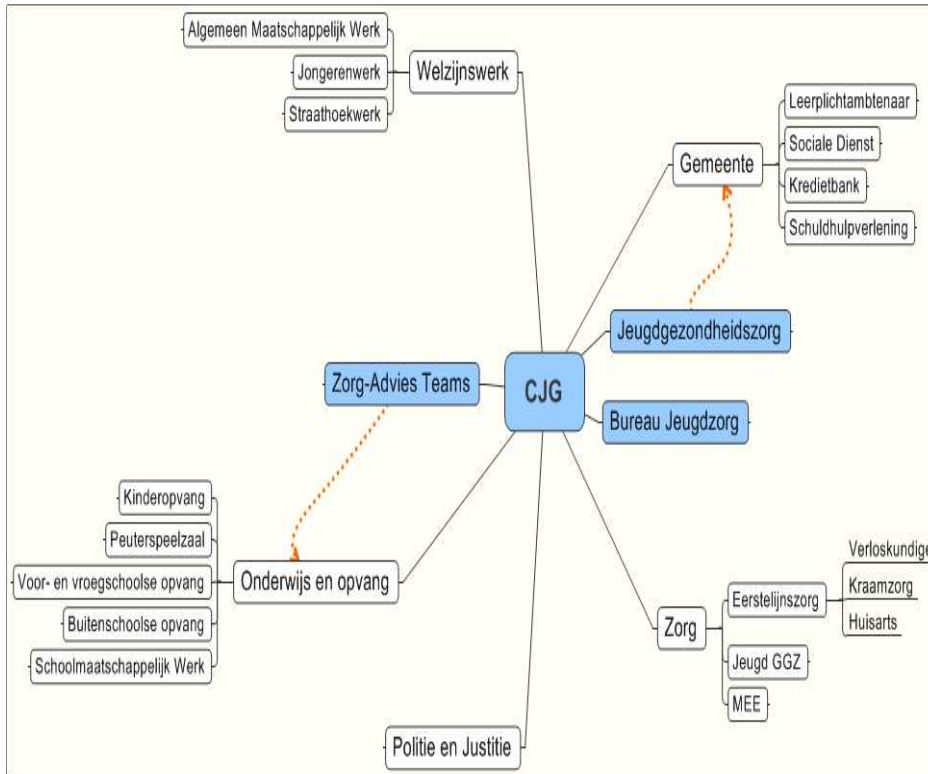 Algemeen Maatschappelijk Werk
Jongerenwerk
Straathoekwerk
Welzijnswerk
Leerplichtambtenaar
Sociale Dienst
Kredietbank
Schuldhulpverlening
Gemeente
Jeugdgezondheidszorg
Zorg-Advies Teams
CJG
Bureau Jeugdzorg
Kinderopvang
Peuterspeelzaal
Voor- en vroegschoolse opvang
Buitenschoolse opvang
Schoolmaatschappelijk Werk
Onderwijs en opvang
Zorg
Eerstelijnszorg
Verloskundige
Kraamzorg
Huisarts
Jeugd GGZ
MEE
Politie en Justitie